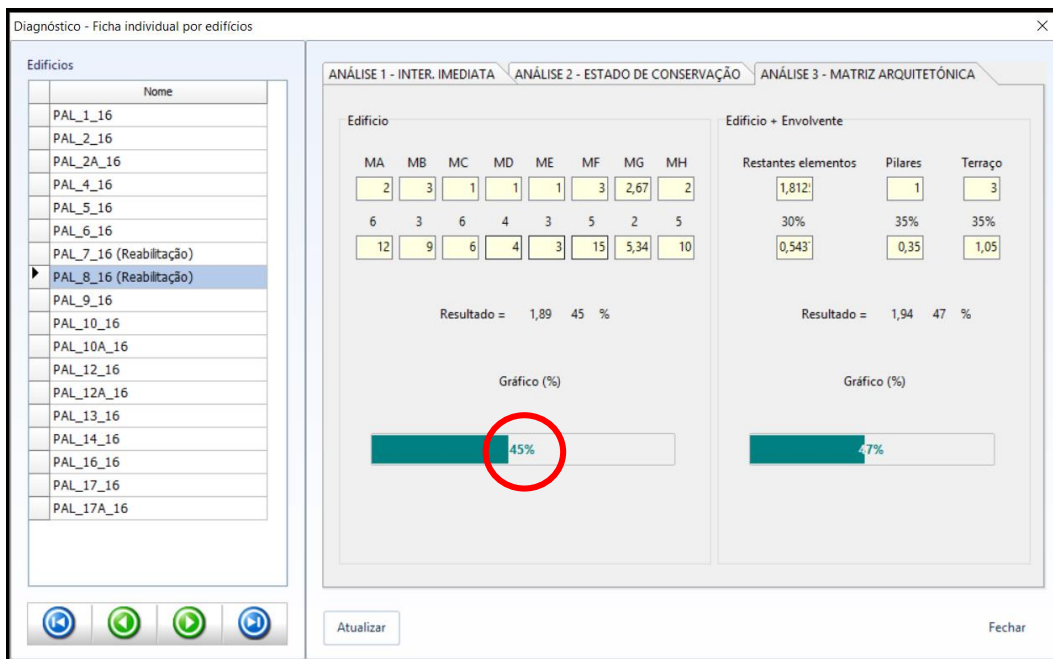 Diagnóstico - Ficha individual por edifícios
Edifícios
Nome
PAL_1_16
PAL_2_16
PAL_2A_16
PAL_4_16
PAL_5_16
PAL_6_16
PAL_7_16 (Reabilitação)
PAL_8_16 (Reabilitação)
PAL_9_16
PAL_10_16
PAL_10A_16
PAL_12_16
PAL_12A_16
PAL_13_16
PAL_14_16
PAL_16_16
PAL_17_16
PAL_17A_16
ANÁLISE 1 - INTER. IMEDIATA ANÁLISE 2 - ESTADO DE CONSERVAÇÃO ANÁLISE 3 - MATRIZ ARQUITETÓNICA
Edifício
MA MB MC MD ME MF MG MH
2 3 1 1 1 3 2,67 2
6 3 6 4 3 5 2 5
12 9 6 4 3 15 5,34 10
Resultado = 1,89 45 %
Gráfico (%)
45%
Edifício + Envolvente
Restantes elementos Pilares Terraço
1,812 1 3
30% 35% 35%
0,543 0,35 1,05
Resultado = 1,94 47 %
Gráfico (%)
47%
Atualizar
Fechar